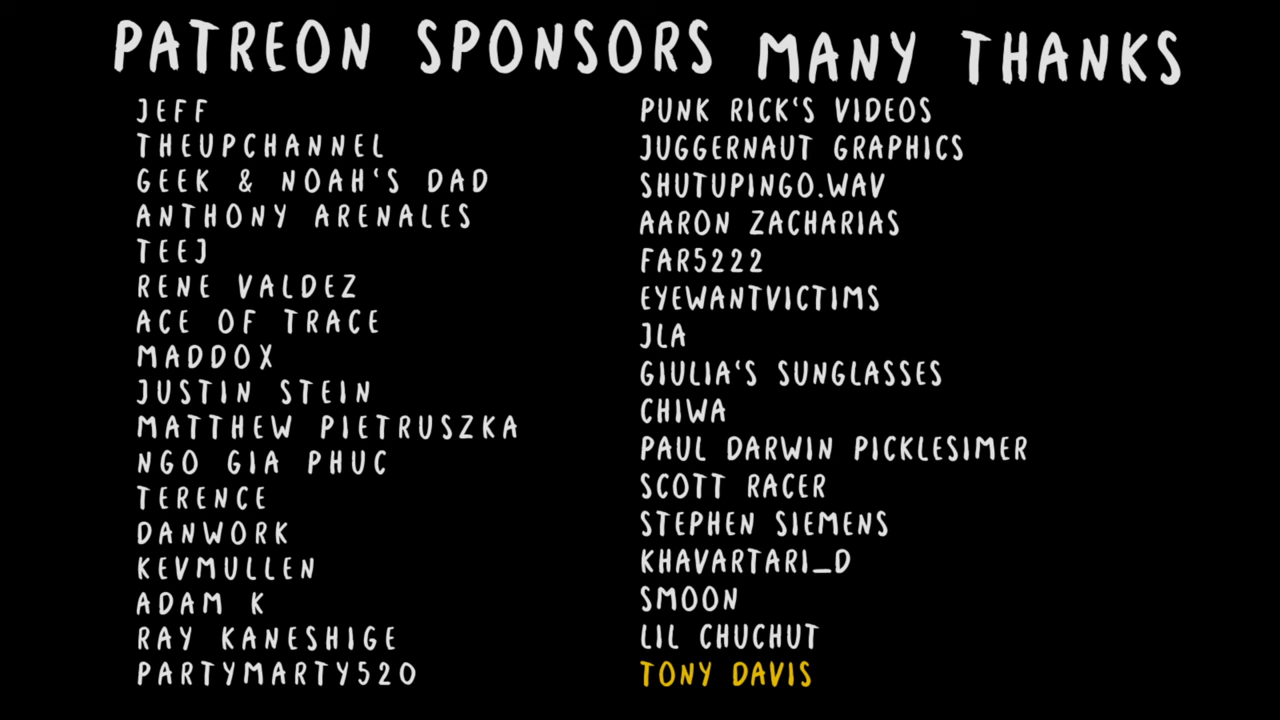 PATREON SPONSORS MANY THANKS
JEFF
THEUPCHANNEL
GEEK & NOAH'S DAD
ANTHONY ARENALES
TEEJ
RENE VALDEZ
ACE OF TRACE
MADDOX
JUSTIN STEIN
MATTHEW PIETRUSZKA
NGO GIA PHUC
TERENCE
DANWORK
KEVMULLEN
ADAM K
RAY KANESHIGE
PARTYMARTY520
PUNK RICK'S VIDEOS
JUGGERNAUT GRAPHICS
SHUTUPINGO.WAV
AARON ZACHARIAS
FAR5222
EYEWANTVICTIMS
JLA
GIULIA'S SUNGLASSES
CHIWA
PAUL DARWIN PICKLESIMER
SCOTT RACER
STEPHEN SIEMENS
KHAVARTARI_D
SMOON
LIL CHUCHUT
TONY DAVIS